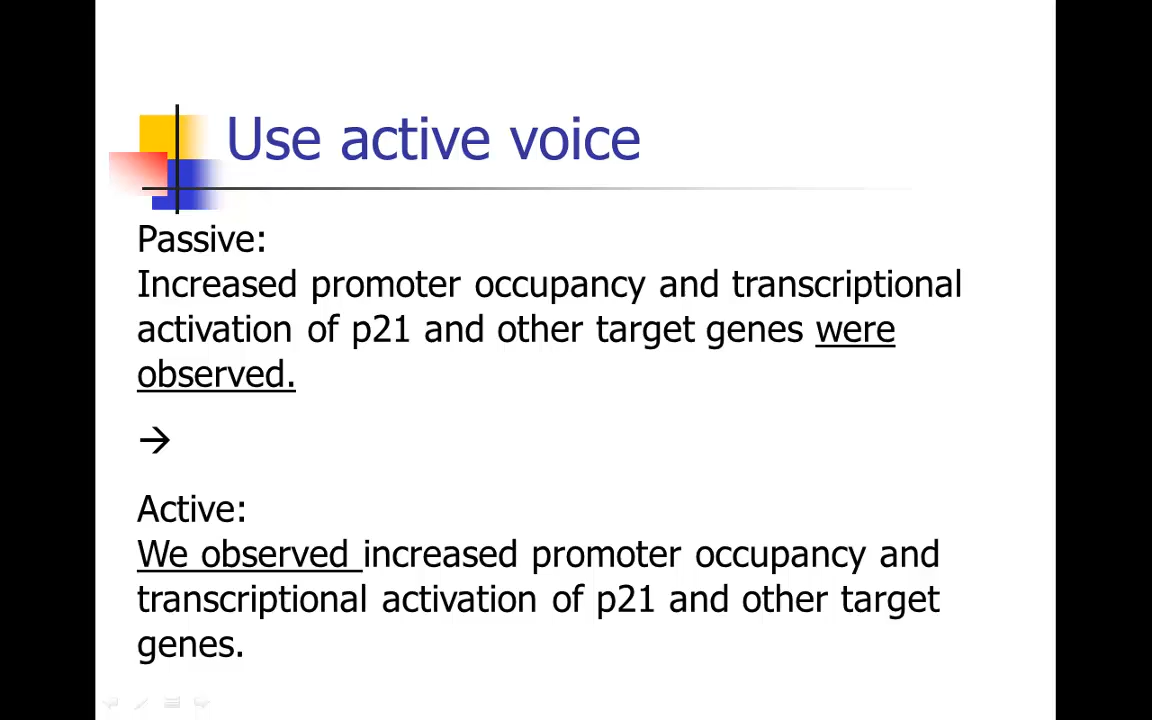 Use active voice
Passive:
Increased promoter occupancy and transcriptional
activation of p21 and other target genes were
observed.
→
Active:
We observed increased promoter occupancy and
transcriptional activation of p21 and other target
genes.